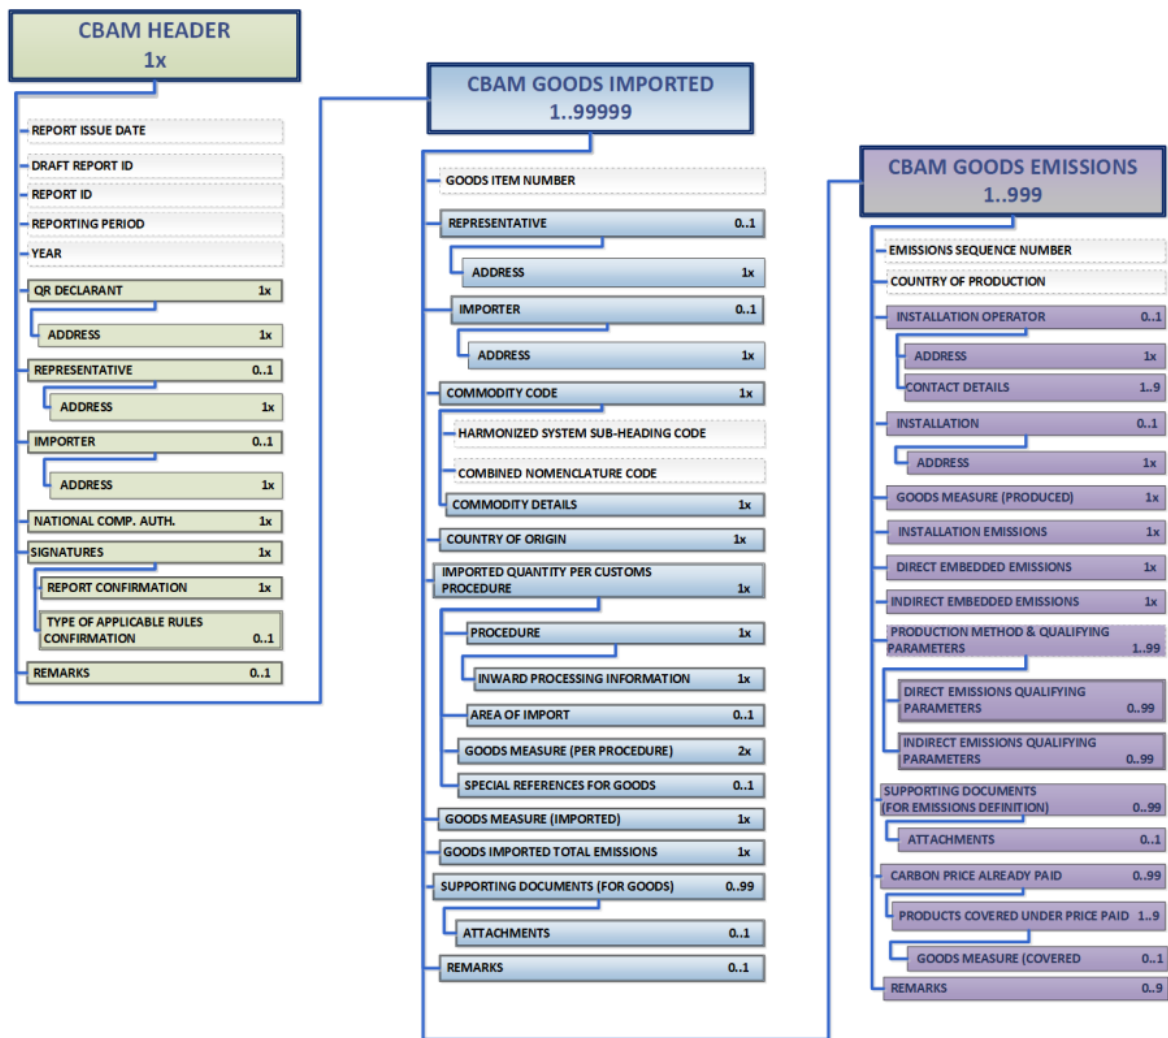 CBAM HEADER
1x
REPORT ISSUE DATE
DRAFT REPORT ID
REPORT ID
REPORTING PERIOD
YEAR
QR DECLARANT 1x
ADDRESS 1x
REPRESENTATIVE 0..1
ADDRESS 1x
IMPORTER 0..1
ADDRESS 1x
NATIONAL COMP. AUTH. 1x
SIGNATURES 1x
REPORT CONFIRMATION 1x
TYPE OF APPLICABLE RULES
CONFIRMATION 0..1
REMARKS 0..1
CBAM GOODS IMPORTED
1..99999
GOODS ITEM NUMBER
REPRESENTATIVE 0..1
ADDRESS 1x
IMPORTER 0..1
ADDRESS 1x
COMMODITY CODE 1x
HARMONIZED SYSTEM SUB-HEADING CODE
COMBINED NOMENCLATURE CODE
COMMODITY DETAILS 1x
COUNTRY OF ORIGIN 1x
IMPORTED QUANTITY PER CUSTOMS
PROCEDURE 1x
PROCEDURE 1x
INWARD PROCESSING INFORMATION 1x
AREA OF IMPORT 0..1
GOODS MEASURE (PER PROCEDURE) 2x
SPECIAL REFERENCES FOR GOODS 0..1
GOODS MEASURE (IMPORTED) 1x
GOODS IMPORTED TOTAL EMISSIONS 1x
SUPPORTING DOCUMENTS (FOR GOODS) 0..99
ATTACHMENTS 0..1
REMARKS 0..1
CBAM GOODS EMISSIONS
1..999
EMISSIONS SEQUENCE NUMBER
COUNTRY OF PRODUCTION
INSTALLATION OPERATOR 0..1
ADDRESS 1x
CONTACT DETAILS 1..9
INSTALLATION 0..1
ADDRESS 1x
GOODS MEASURE (PRODUCED) 1x
INSTALLATION EMISSIONS 1x
DIRECT EMBEDDED EMISSIONS 1x
INDIRECT EMBEDDED EMISSIONS 1x
PRODUCTION METHOD & QUALIFYING
PARAMETERS 1..99
DIRECT EMISSIONS QUALIFYING
PARAMETERS 0..99
INDIRECT EMISSIONS QUALIFYING
PARAMETERS 0..99
SUPPORTING DOCUMENTS
(FOR EMISSIONS DEFINITION) 0..99
ATTACHMENTS 0..1
CARBON PRICE ALREADY PAID 0..99
PRODUCTS COVERED UNDER PRICE PAID 1..9
GOODS MEASURE (COVERED 0..1
REMARKS 0..9